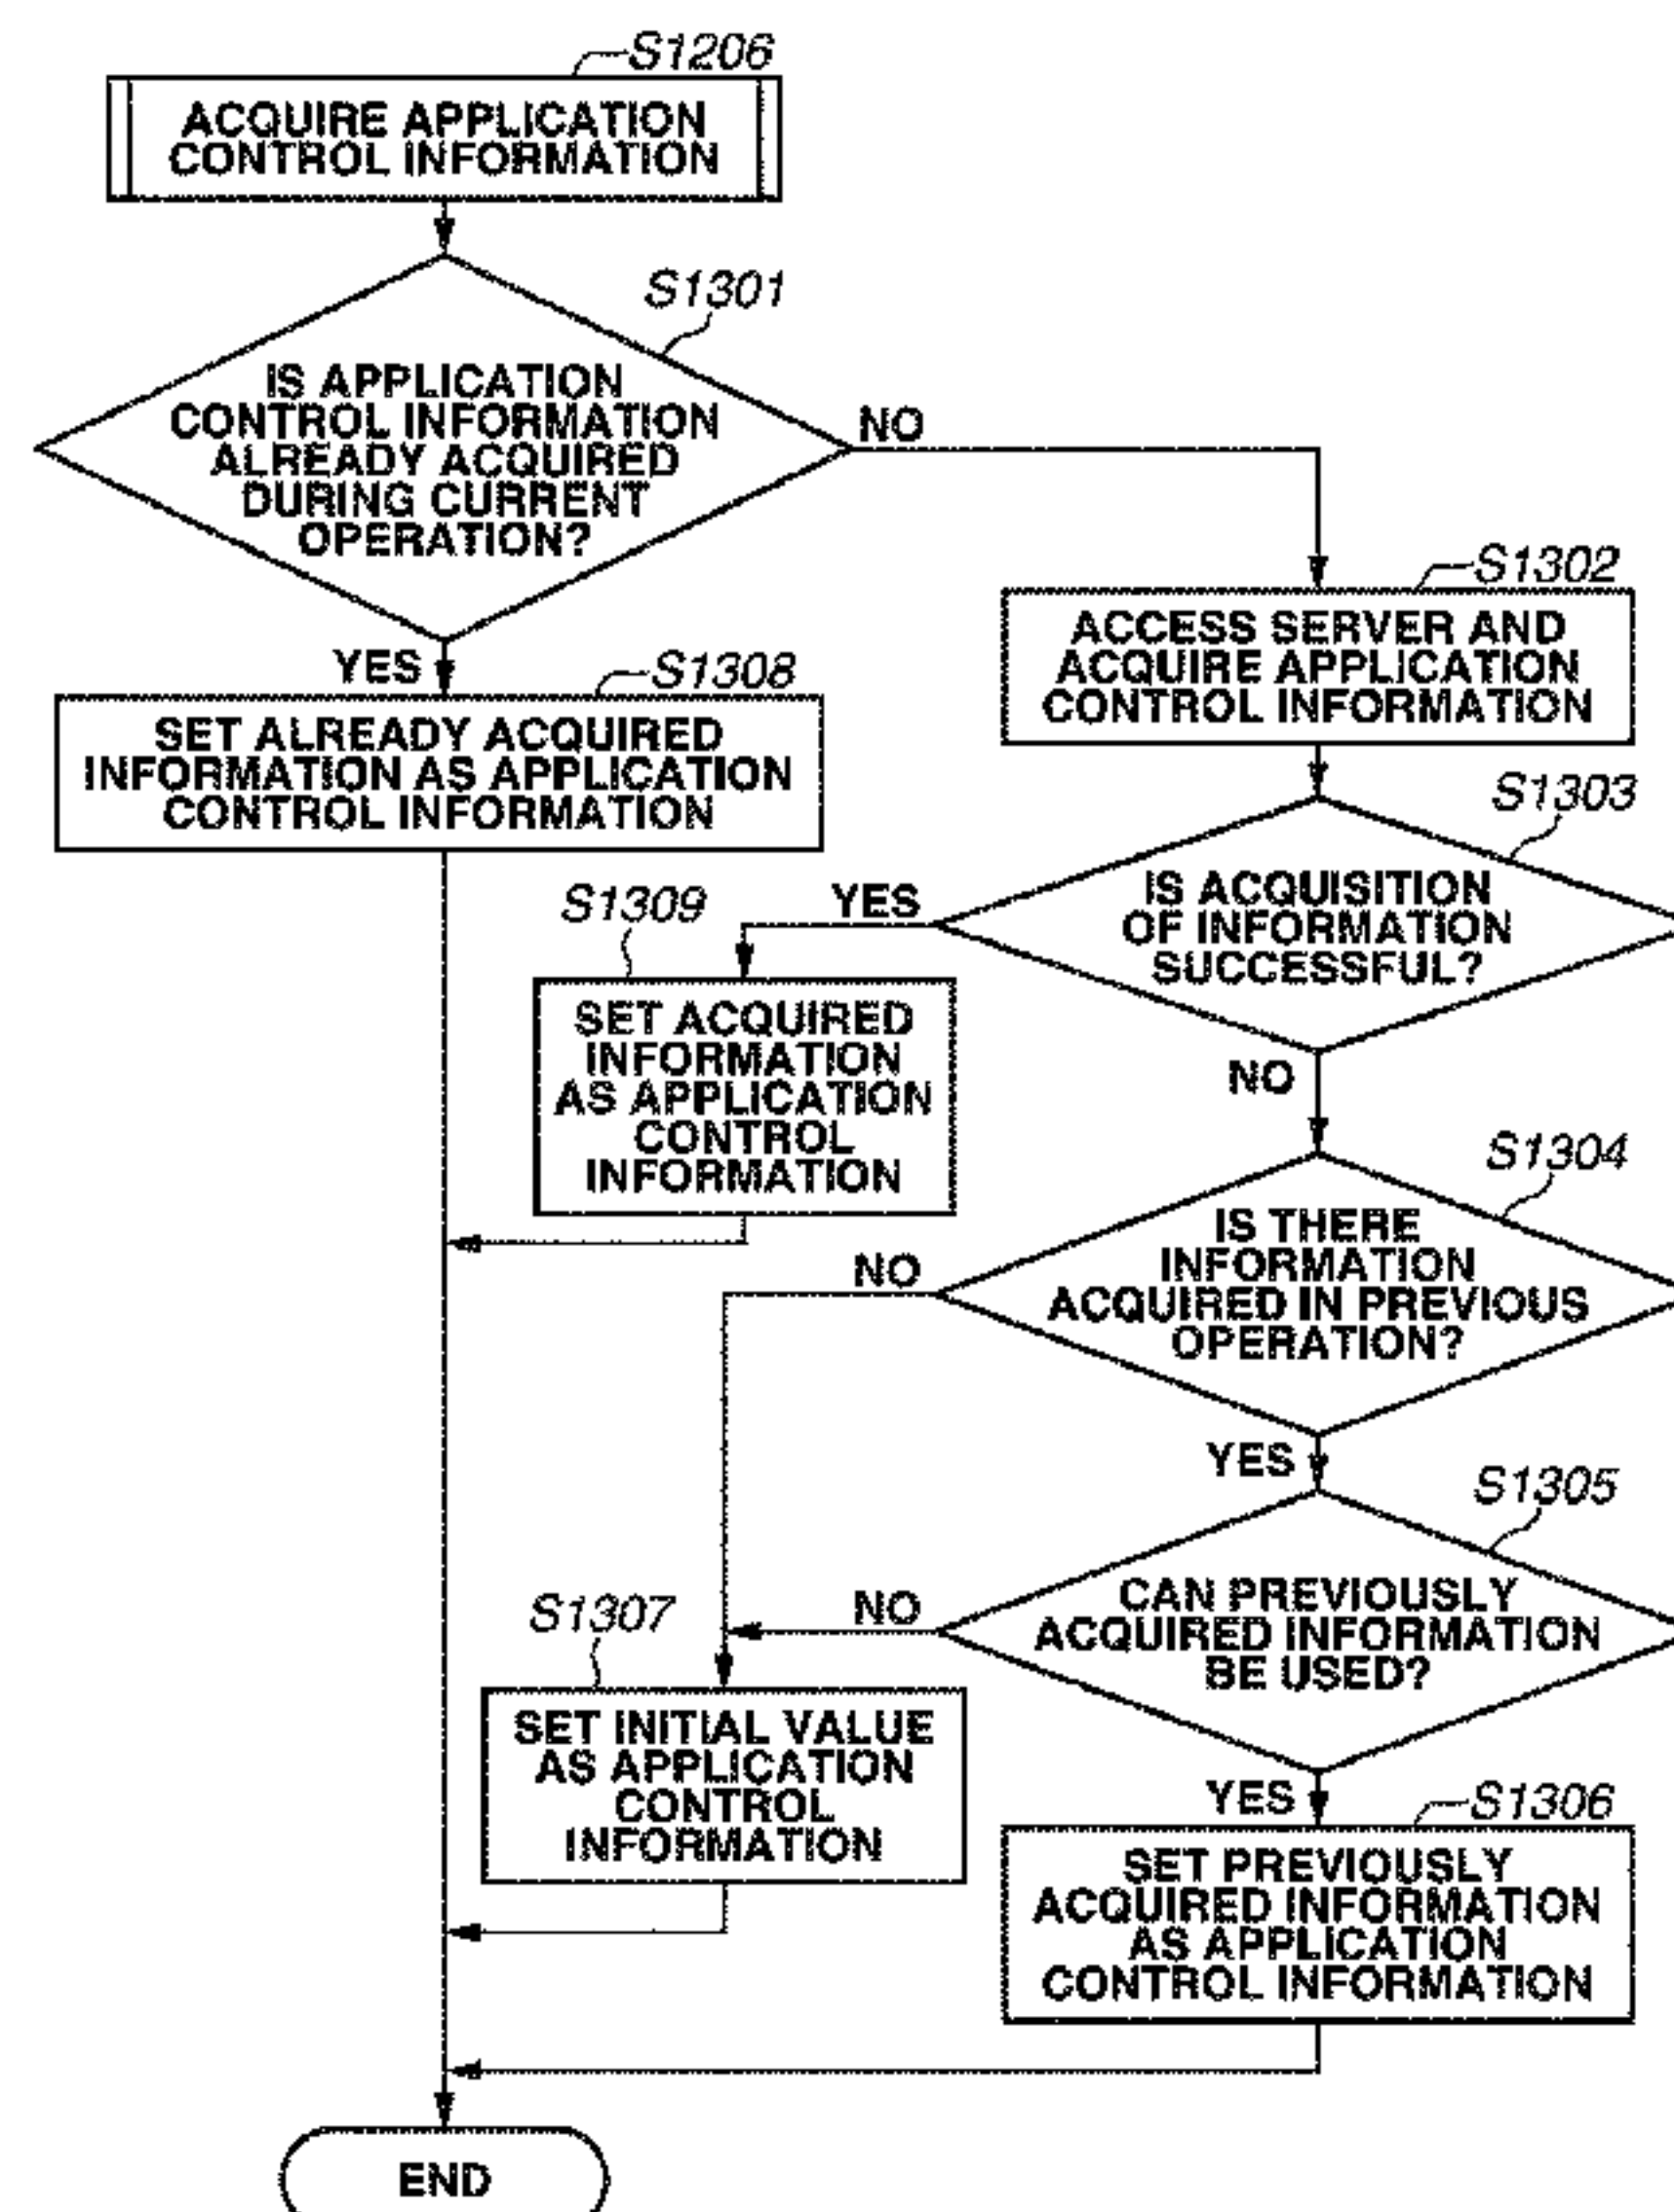 S1206
ACQUIRE APPLICATION
CONTROL INFORMATION
S1301
IS APPLICATION
CONTROL INFORMATION
ALREADY ACQUIRED
DURING CURRENT
OPERATION?
NO
YES
S1302
ACCESS SERVER AND
ACQUIRE APPLICATION
CONTROL INFORMATION
S1308
SET ALREADY ACQUIRED
INFORMATION AS APPLICATION
CONTROL INFORMATION
S1303
IS ACQUISITION
OF INFORMATION
SUCCESSFUL?
YES
NO
S1309
SET ACQUIRED
INFORMATION
AS APPLICATION
CONTROL
INFORMATION
S1304
IS THERE
INFORMATION
ACQUIRED IN PREVIOUS
OPERATION?
NO
YES
S1305
CAN PREVIOUSLY
ACQUIRED INFORMATION
BE USED?
NO
YES
S1307
SET INITIAL VALUE
AS APPLICATION
CONTROL
INFORMATION
S1306
SET PREVIOUSLY
ACQUIRED INFORMATION
AS APPLICATION
CONTROL INFORMATION
END